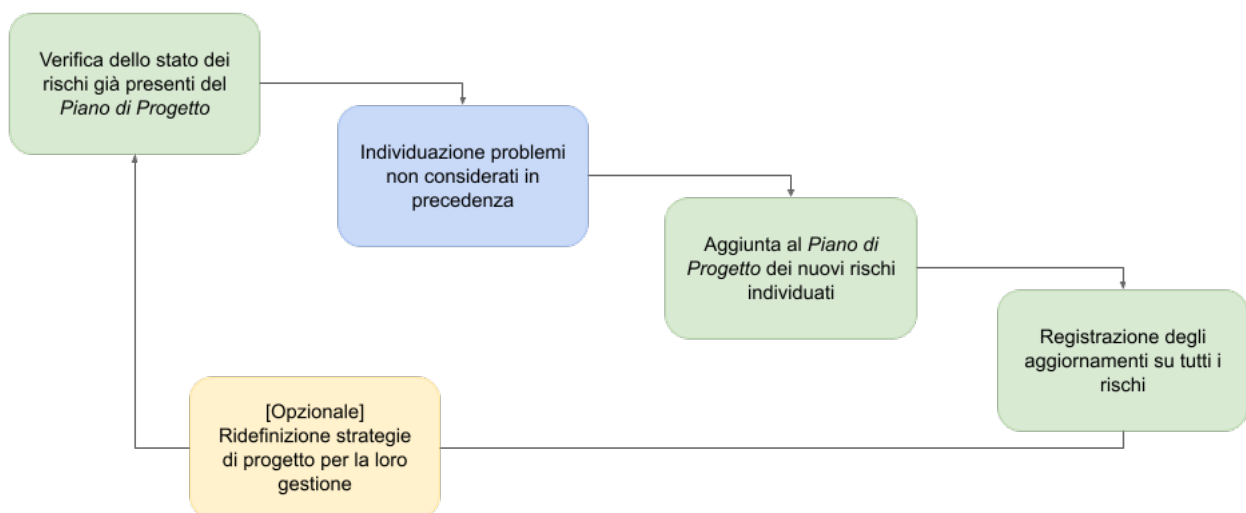 Verifica dello stato dei
rischi già presenti del
Piano di Progetto
Individuazione problemi
non considerati in
precedenza
Aggiunta al Piano di
Progetto dei nuovi rischi
individuati
Registrazione degli
aggiornamenti su tutti i
rischi
[Opzionale]
Ridefinizione strategie
di progetto per la loro
gestione